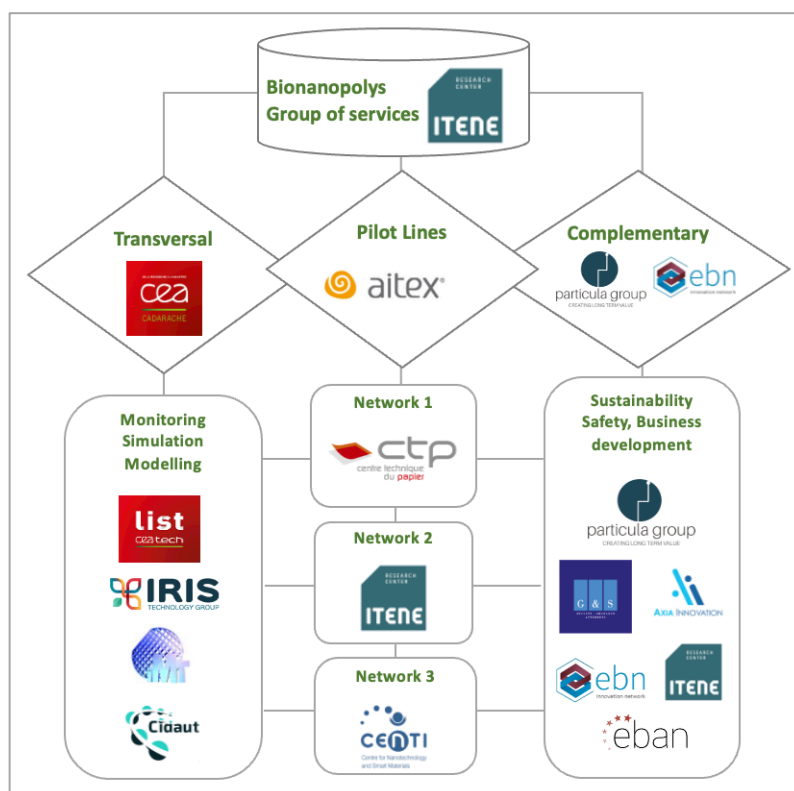 Bionanopolys
Group of services
RESEARCH
CENTER
ITENE
Transversal
cea
CADARACHE
Pilot Lines
aitex
Complementary
particula group
CREATING LONG TERM VALUE
ebn
innovation network
Monitoring
Simulation
Modelling
list
cea tech
IRIS
TECHNOLOGY GROUP
Cidaut
Network 1
ctp
centre technique
du papier
Network 2
RESEARCH
CENTER
ITENE
Network 3
CENTI
Centre for Nanotechnology
and Smart Materials
Sustainability
Safety, Business
development
particula group
CREATING LONG TERM VALUE
G & S
AXIA INNOVATION
ebn
innovation network
RESEARCH
CENTER
ITENE
eban